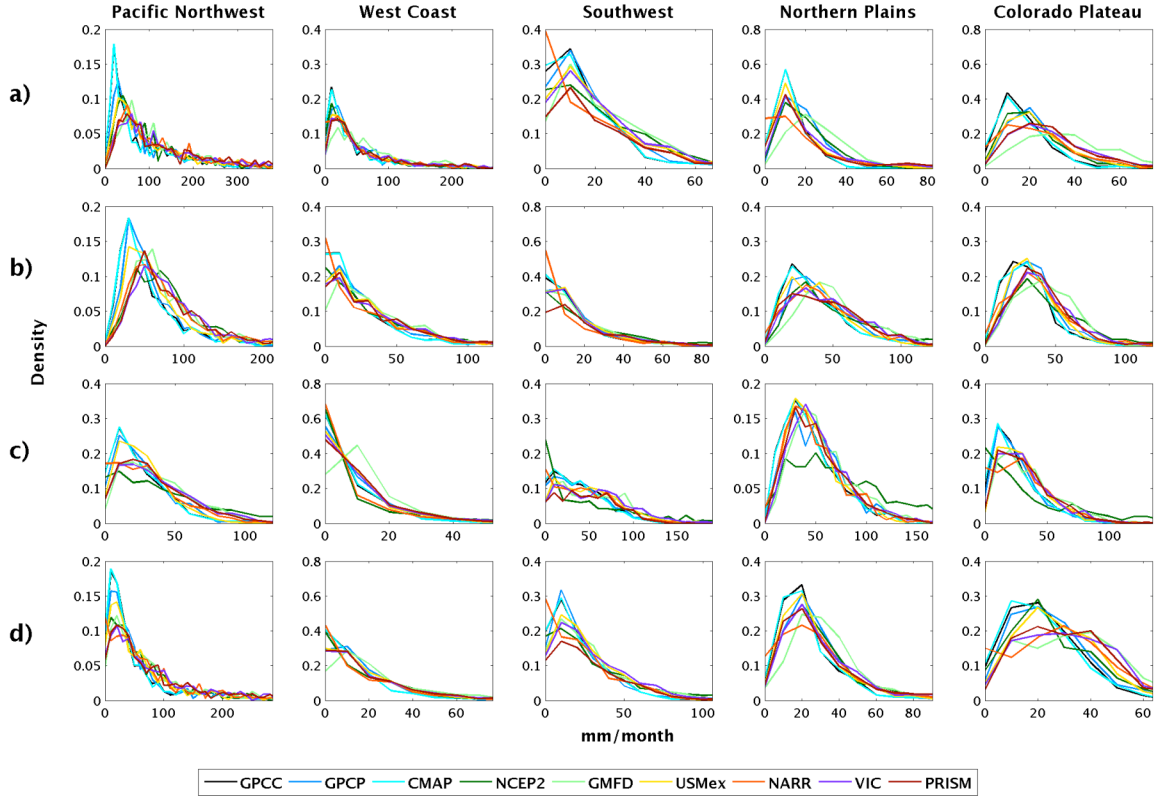 Pacific Northwest West Coast Southwest Northern Plains Colorado Plateau
a)
0.2 0.15 0.1 0.05 0
0 100 200 300
0.4 0.3 0.2 0.1 0
0 100 200
0.4 0.3 0.2 0.1 0
0 20 40 60
0.8 0.6 0.4 0.2 0
0 20 40 60 80
0.8 0.6 0.4 0.2 0
0 20 40 60
b)
0.2 0.15 0.1 0.05 0
0 100 200
0.4 0.3 0.2 0.1 0
0 50 100
0.8 0.6 0.4 0.2 0
0 20 40 60 80
0.4 0.3 0.2 0.1 0
0 50 100
0.4 0.3 0.2 0.1 0
0 50 100
Density
c)
0.4 0.3 0.2 0.1 0
0 50 100
0.8 0.6 0.4 0.2 0
0 20 40 60
0.4 0.3 0.2 0.1 0
0 50 100 150
0.2 0.15 0.1 0.05 0
0 50 100 150
0.4 0.3 0.2 0.1 0
0 50 100
d)
0.2 0.15 0.1 0.05 0
0 100 200
0.8 0.6 0.4 0.2 0
0 20 40 60
0.4 0.3 0.2 0.1 0
0 50 100
0.4 0.3 0.2 0.1 0
0 20 40 60 80
0.4 0.3 0.2 0.1 0
0 20 40 60
mm/month
GPCC GPCP CMAP NCEP2 GMFD USMex NARR VIC PRISM